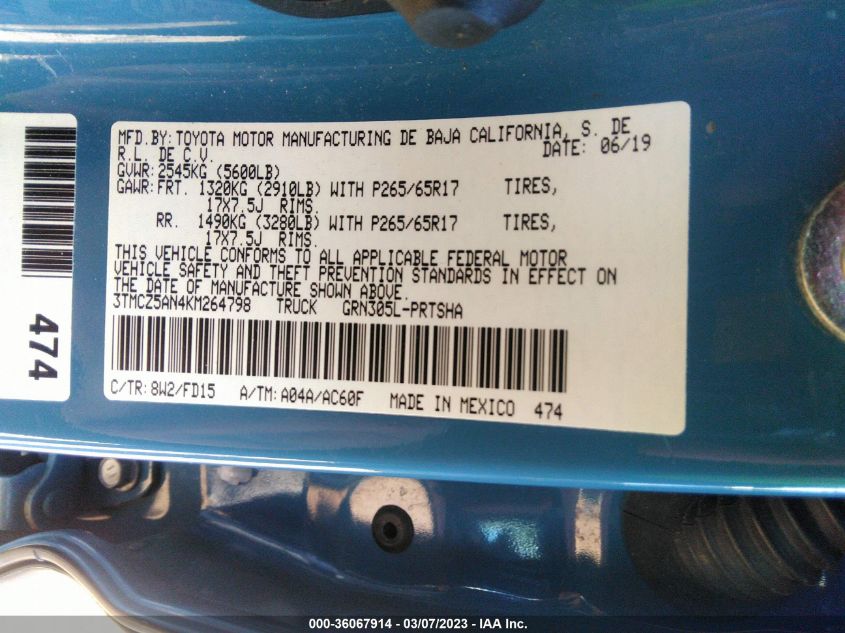 MFD.BY: TOYOTA MOTOR MANUFACTURING DE BAJA CALIFORNIA, S. DE
R.L. DE C.V. DATE: 06/19
GVWR: 2545KG (5600LB)
GAWR: FRT. 1320KG (2910LB) WITH P265/65R17 TIRES,
17X7.5J RIMS.
RR. 1490KG (3280LB) WITH P265/65R17 TIRES,
17X7.5J RIMS.
THIS VEHICLE CONFORMS TO ALL APPLICABLE FEDERAL MOTOR
VEHICLE SAFETY AND THEFT PREVENTION STANDARDS IN EFFECT ON
THE DATE OF MANUFACTURE SHOWN ABOVE.
3TMCZ5AN4KM264798 TRUCK GRN305L-PRTSHA
C/TR: 8W2/FD15 A/TM: A04A/AC60F MADE IN MEXICO 474
474
000-36067914 / 03/07/2023 - IAA Inc.